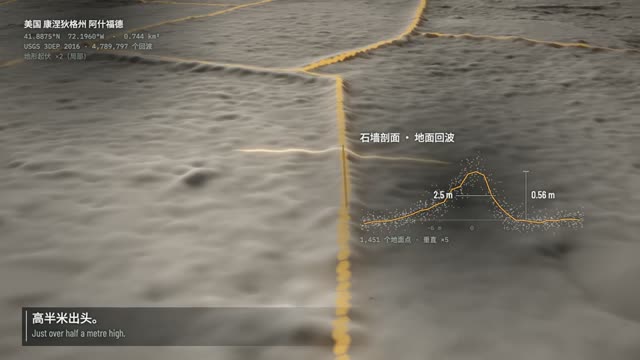 美国 康涅狄格州 阿什福德
41.8875°N 72.1960°W · 0.744 km²
USGS 3DEP 2016 · 4,789,797 个回波
地形起伏 ×2（局部）
石墙剖面 · 地面回波
2.5 m
0.56 m
-6 m
0
1,451 个地面点 · 垂直 ×5
高半米出头。
Just over half a metre high.